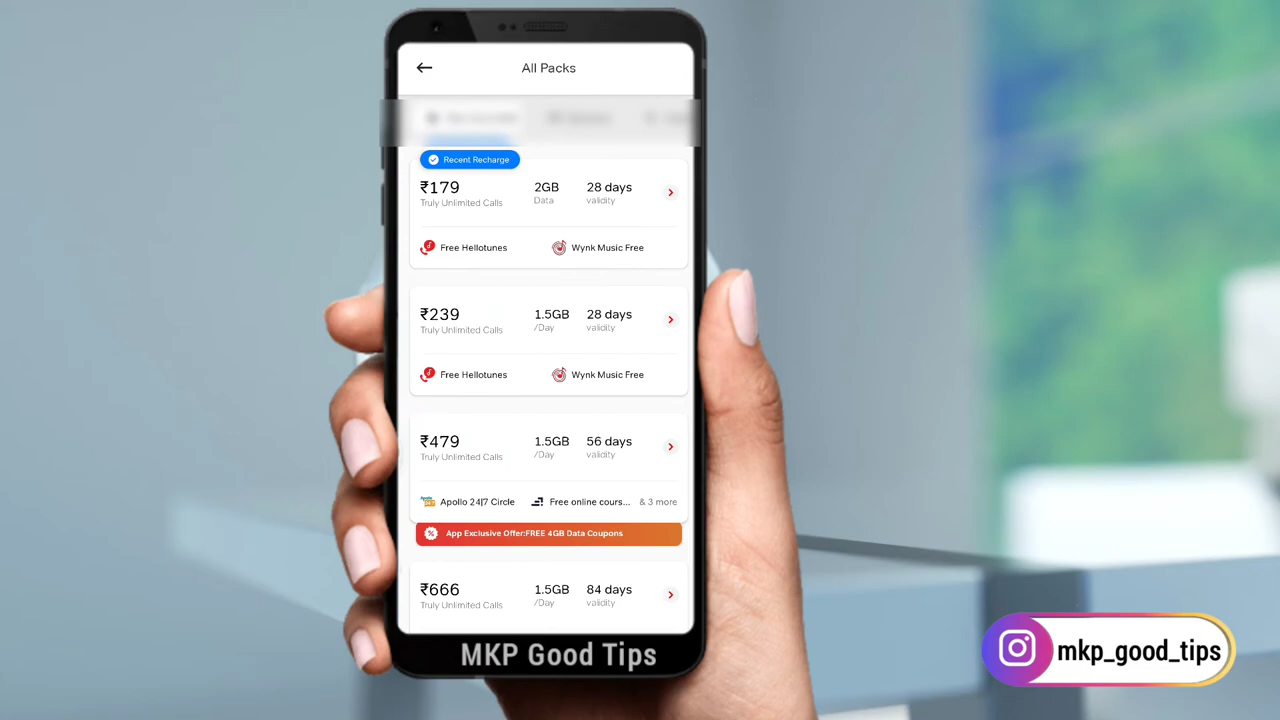 All Packs
Recent Recharge
₹179 2GB 28 days
Truly Unlimited Calls Data validity
Free Hellotunes Wynk Music Free
₹239 1.5GB 28 days
Truly Unlimited Calls /Day validity
Free Hellotunes Wynk Music Free
₹479 1.5GB 56 days
Truly Unlimited Calls /Day validity
Apollo 24|7 Circle Free online cours... & 3 more
App Exclusive Offer:FREE 4GB Data Coupons
₹666 1.5GB 84 days
Truly Unlimited Calls /Day validity
MKP Good Tips
mkp_good_tips